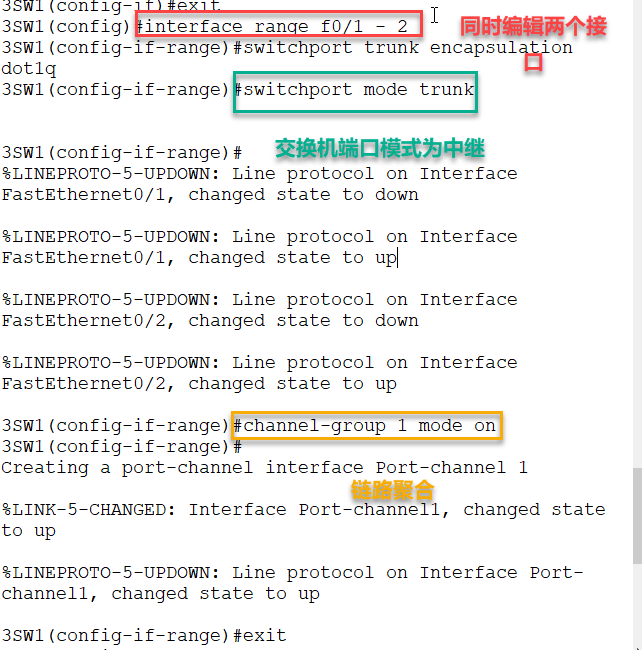 3SW1(config-if)#exit
3SW1(config)#interface range f0/1 - 2
同时编辑两个接
口
3SW1(config-if-range)#switchport trunk encapsulation
dot1q
3SW1(config-if-range)#switchport mode trunk
3SW1(config-if-range)#
交换机端口模式为中继
%LINEPROTO-5-UPDOWN: Line protocol on Interface
FastEthernet0/1, changed state to down
%LINEPROTO-5-UPDOWN: Line protocol on Interface
FastEthernet0/1, changed state to up
%LINEPROTO-5-UPDOWN: Line protocol on Interface
FastEthernet0/2, changed state to down
%LINEPROTO-5-UPDOWN: Line protocol on Interface
FastEthernet0/2, changed state to up
3SW1(config-if-range)#channel-group 1 mode on
3SW1(config-if-range)#
Creating a port-channel interface Port-channel 1
链路聚合
%LINK-5-CHANGED: Interface Port-channel1, changed state
to up
%LINEPROTO-5-UPDOWN: Line protocol on Interface Port-
channel1, changed state to up
3SW1(config-if-range)#exit